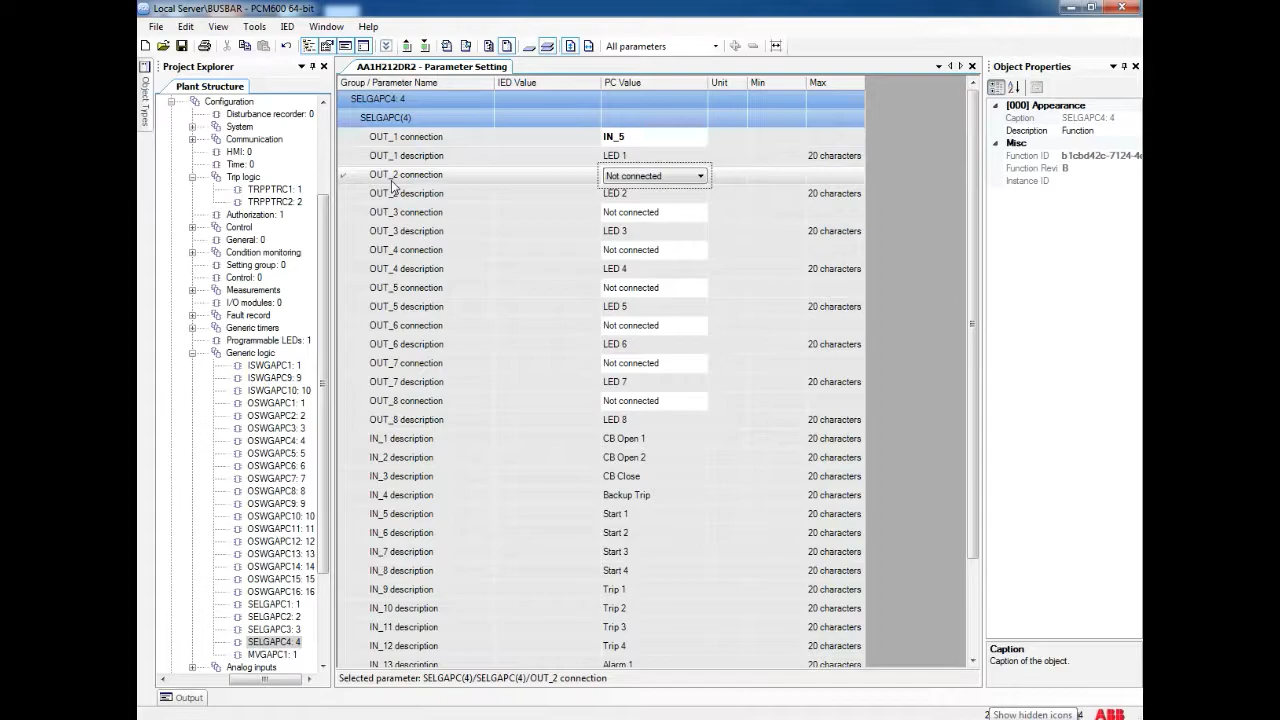 Local Server\BUSBAR - PCM600 64-bit
File Edit View Tools IED Window Help
All parameters
Object Types
Project Explorer
Plant Structure
Configuration
Disturbance recorder: 0
System
Communication
HMI: 0
Time: 0
Trip logic
TRPPTRC1: 1
TRPPTRC2: 2
Authorization: 1
Control
General: 0
Condition monitoring
Setting group: 0
Control: 0
Measurements
I/O modules: 0
Fault record
Generic timers
Programmable LEDs: 1
Generic logic
ISWGAPC1: 1
ISWGAPC9: 9
ISWGAPC10: 10
OSWGAPC1: 1
OSWGAPC2: 2
OSWGAPC3: 3
OSWGAPC4: 4
OSWGAPC5: 5
OSWGAPC6: 6
OSWGAPC7: 7
OSWGAPC8: 8
OSWGAPC9: 9
OSWGAPC10: 10
OSWGAPC11: 11
OSWGAPC12: 12
OSWGAPC13: 13
OSWGAPC14: 14
OSWGAPC15: 15
OSWGAPC16: 16
SELGAPC1: 1
SELGAPC2: 2
SELGAPC3: 3
SELGAPC4: 4
MVGAPC1: 1
Analog inputs
AA1H212DR2 - Parameter Setting
Group / Parameter Name IED Value PC Value Unit Min Max
SELGAPC4: 4
SELGAPC(4)
OUT_1 connection IN_5
OUT_1 description LED 1 20 characters
OUT_2 connection Not connected
OUT_2 description LED 2 20 characters
OUT_3 connection Not connected
OUT_3 description LED 3 20 characters
OUT_4 connection Not connected
OUT_4 description LED 4 20 characters
OUT_5 connection Not connected
OUT_5 description LED 5 20 characters
OUT_6 connection Not connected
OUT_6 description LED 6 20 characters
OUT_7 connection Not connected
OUT_7 description LED 7 20 characters
OUT_8 connection Not connected
OUT_8 description LED 8 20 characters
IN_1 description CB Open 1 20 characters
IN_2 description CB Open 2 20 characters
IN_3 description CB Close 20 characters
IN_4 description Backup Trip 20 characters
IN_5 description Start 1 20 characters
IN_6 description Start 2 20 characters
IN_7 description Start 3 20 characters
IN_8 description Start 4 20 characters
IN_9 description Trip 1 20 characters
IN_10 description Trip 2 20 characters
IN_11 description Trip 3 20 characters
IN_12 description Trip 4 20 characters
IN_13 description Alarm 1 20 characters
Selected parameter: SELGAPC(4)/SELGAPC(4)/OUT_2 connection
Object Properties
[000] Appearance
Caption SELGAPC4: 4
Description Function
Misc
Function ID b1cbd42c-7124-4
Function Revi B
Instance ID
Caption
Caption of the object.
Output
Show hidden icons
ABB